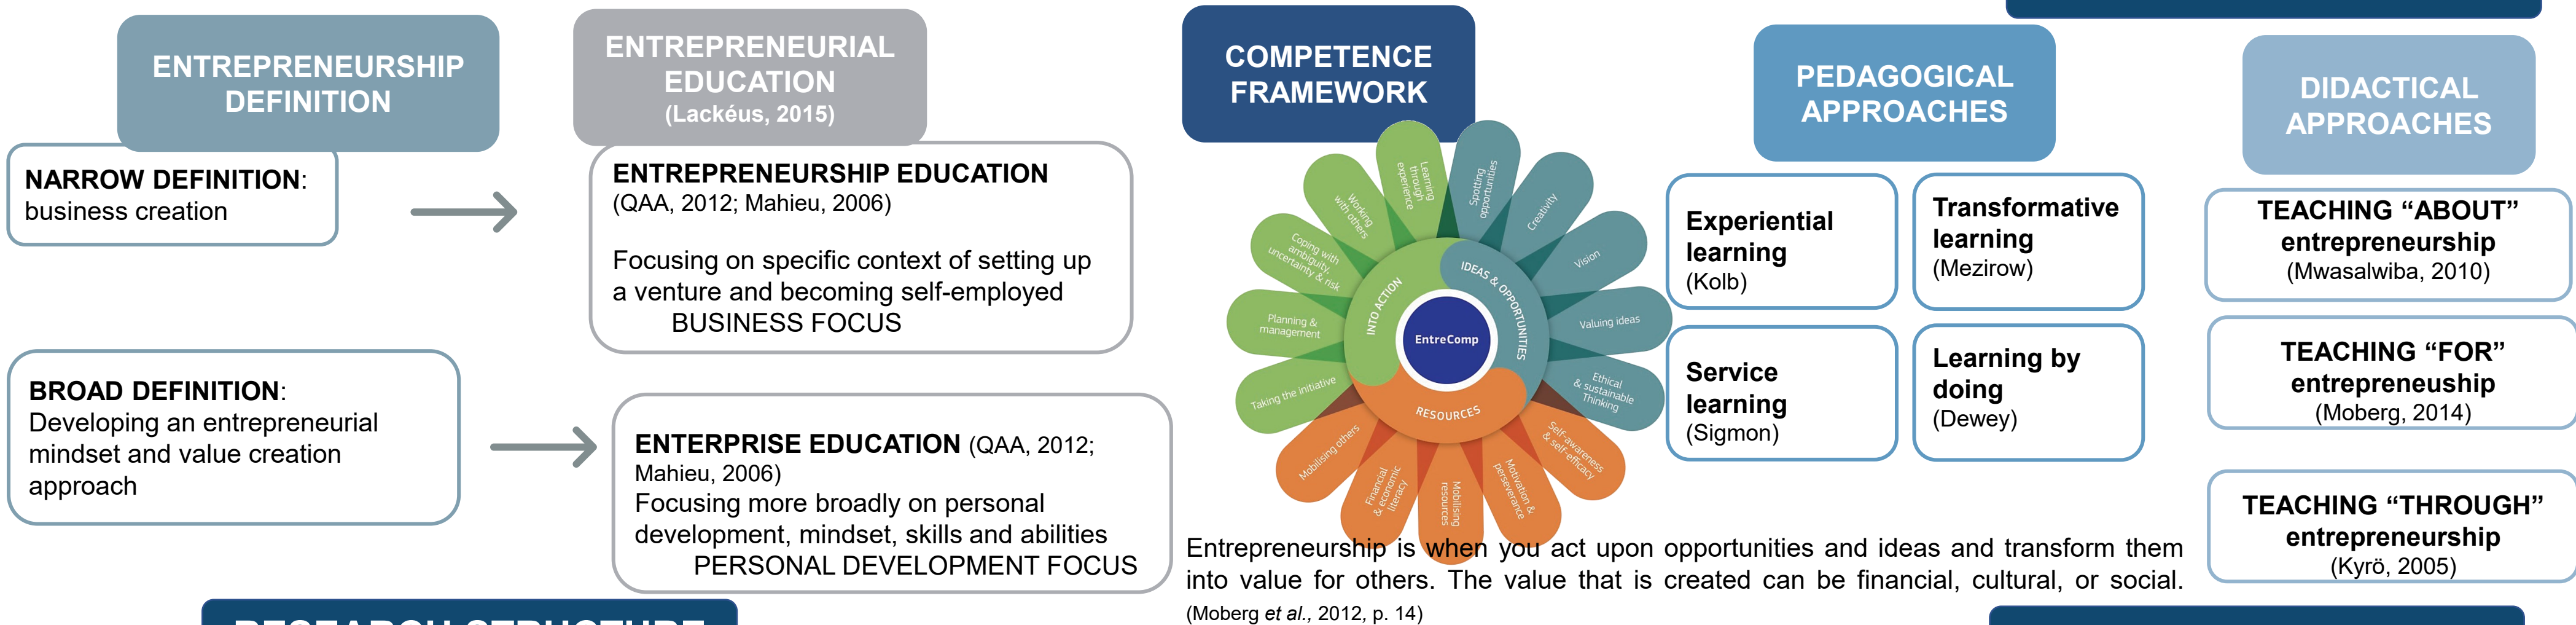 ENTREPRENEURSHIP
DEFINITION
NARROW DEFINITION:
business creation
BROAD DEFINITION:
Developing an entrepreneurial
mindset and value creation
approach
ENTREPRENEURIAL
EDUCATION
(Lackéus, 2015)
ENTREPRENEURSHIP EDUCATION
(QAA, 2012; Mahieu, 2006)
Focusing on specific context of setting up
a venture and becoming self-employed
BUSINESS FOCUS
ENTERPRISE EDUCATION (QAA, 2012;
Mahieu, 2006)
Focusing more broadly on personal
development, mindset, skills and abilities
PERSONAL DEVELOPMENT FOCUS
COMPETENCE
FRAMEWORK
EntreComp
IDEAS & OPPORTUNITIES
Spotting
opportunities
Creativity
Vision
Valuing ideas
Ethical
& sustainable
Thinking
RESOURCES
Self-awareness
& self-efficacy
Motivation &
perseverance
Mobilising
resources
Financial
& economic
literacy
Mobilising others
INTO ACTION
Taking the initiative
Planning &
management
Coping with
ambiguity,
uncertainty & risk
Working
with others
Learning
through
experience
Entrepreneurship is when you act upon opportunities and ideas and transform them
into value for others. The value that is created can be financial, cultural, or social.
(Moberg et al., 2012, p. 14)
PEDAGOGICAL
APPROACHES
Experiential
learning
(Kolb)
Transformative
learning
(Mezirow)
Service
learning
(Sigmon)
Learning by
doing
(Dewey)
DIDACTICAL
APPROACHES
TEACHING “ABOUT”
entrepreneurship
(Mwasalwiba, 2010)
TEACHING “FOR”
entrepreneuship
(Moberg, 2014)
TEACHING “THROUGH”
entrepreneurship
(Kyrö, 2005)
RESEARCH STRUCTURE